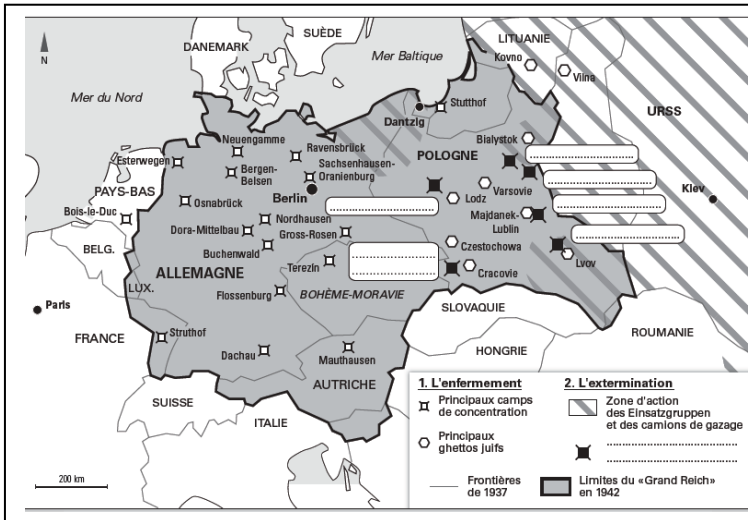 N
Mer du Nord
DANEMARK
SUÈDE
Mer Baltique
LITUANIE
Kovno
Vilna
URSS
Dantzig
Stutthof
Neuengamme
Ravensbrück
Esterwegen
Bergen-
Belsen
Sachsenhausen-
Oranienburg
POLOGNE
Bialystok
PAYS-BAS
Berlin
Osnabrück
Varsovie
Kiev
Bois-le-Duc
Nordhausen
Lodz
Dora-Mittelbau
Gross-Rosen
Majdanek-
Lublin
BELG.
Buchenwald
Czestochowa
ALLEMAGNE
Terezin
Cracovie
Lvov
LUX.
Flossenburg
BOHÈME-MORAVIE
Paris
SLOVAQUIE
FRANCE
Struthof
ROUMANIE
Dachau
Mauthausen
HONGRIE
AUTRICHE
SUISSE
ITALIE
1. L'enfermement
Principaux camps
de concentration
Principaux
ghettos juifs
2. L'extermination
Zone d'action
des Einsatzgruppen
et des camions de gazage
Frontières
de 1937
Limites du «Grand Reich»
en 1942
200 km